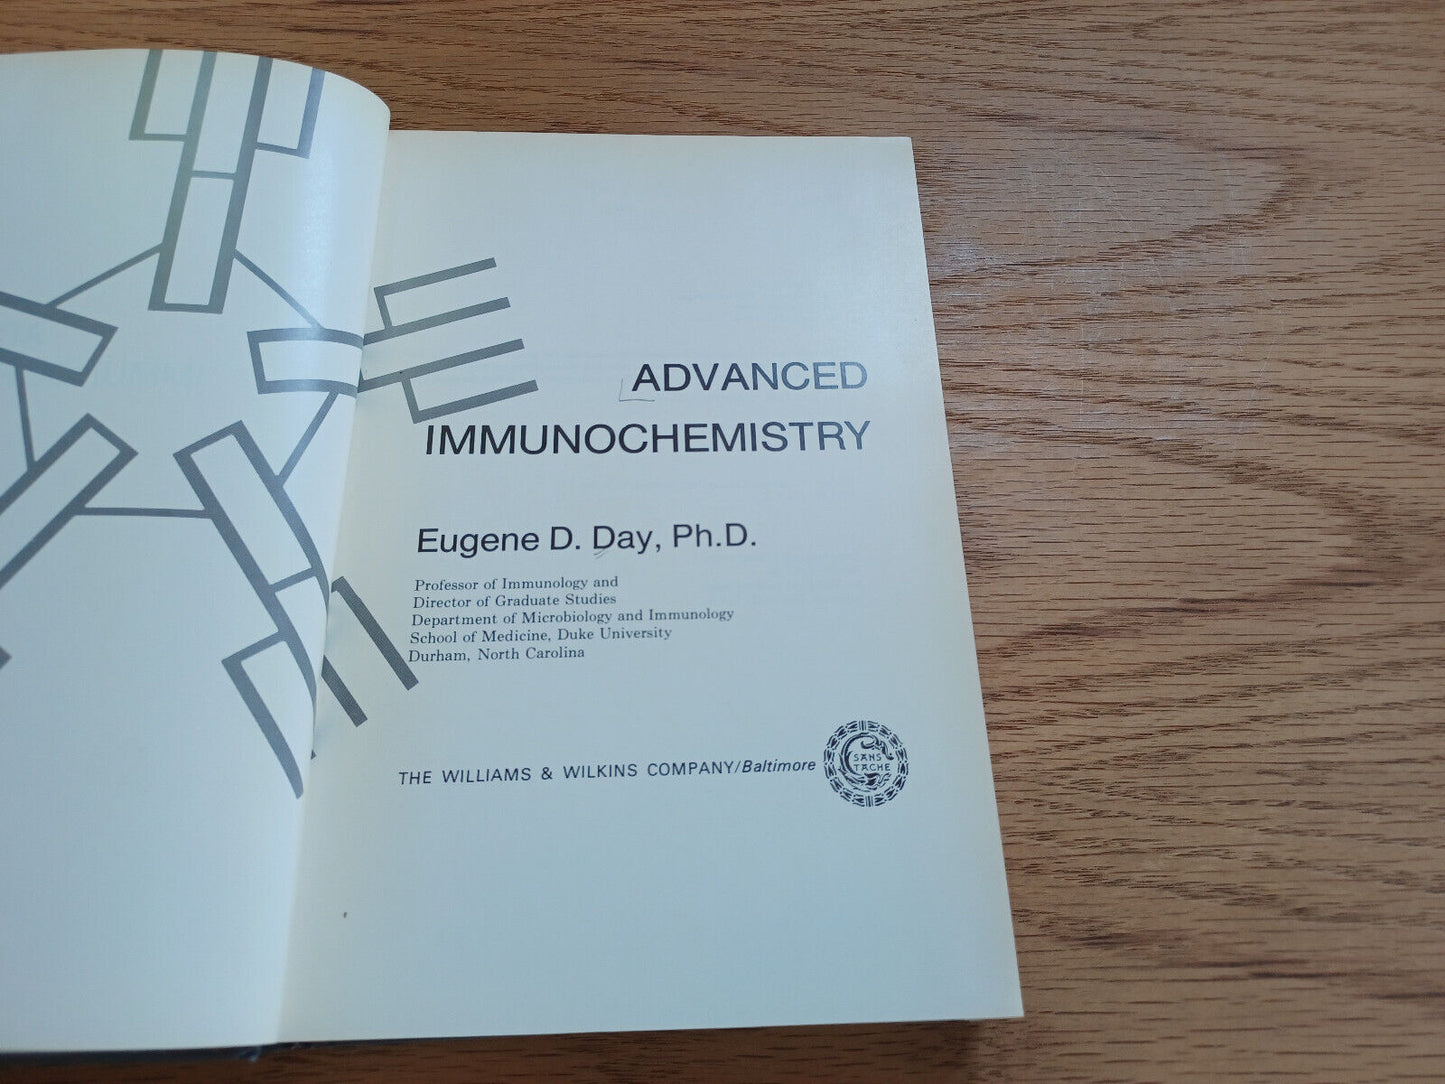 ADVANCED
IMMUNOCHEMISTRY
Eugene D. Day, Ph.D.
Professor of Immunology and
Director of Graduate Studies
Department of Microbiology and Immunology
School of Medicine, Duke University
Durham, North Carolina
THE WILLIAMS & WILKINS COMPANY/Baltimore
SANS
TACHE